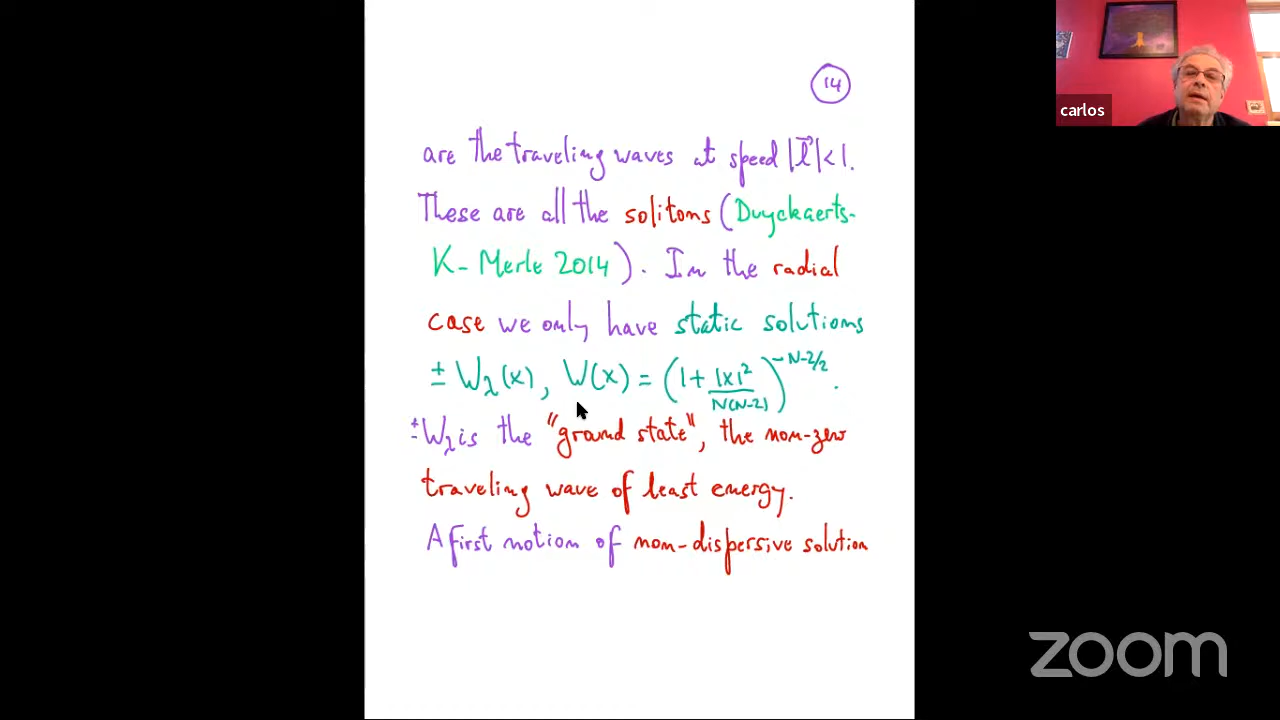 14
are the traveling waves at speed |l⃗|<1.
These are all the solitons (Duyckaerts-
K-Merle 2014). In the radial
case we only have static solutions
± W_λ(x), W(x) = (1 + |x|²/N(N-2))^{-N-2/2}.
± W_λ is the "ground state", the non-zero
traveling wave of least energy.
A first notion of non-dispersive solution
carlos
zoom